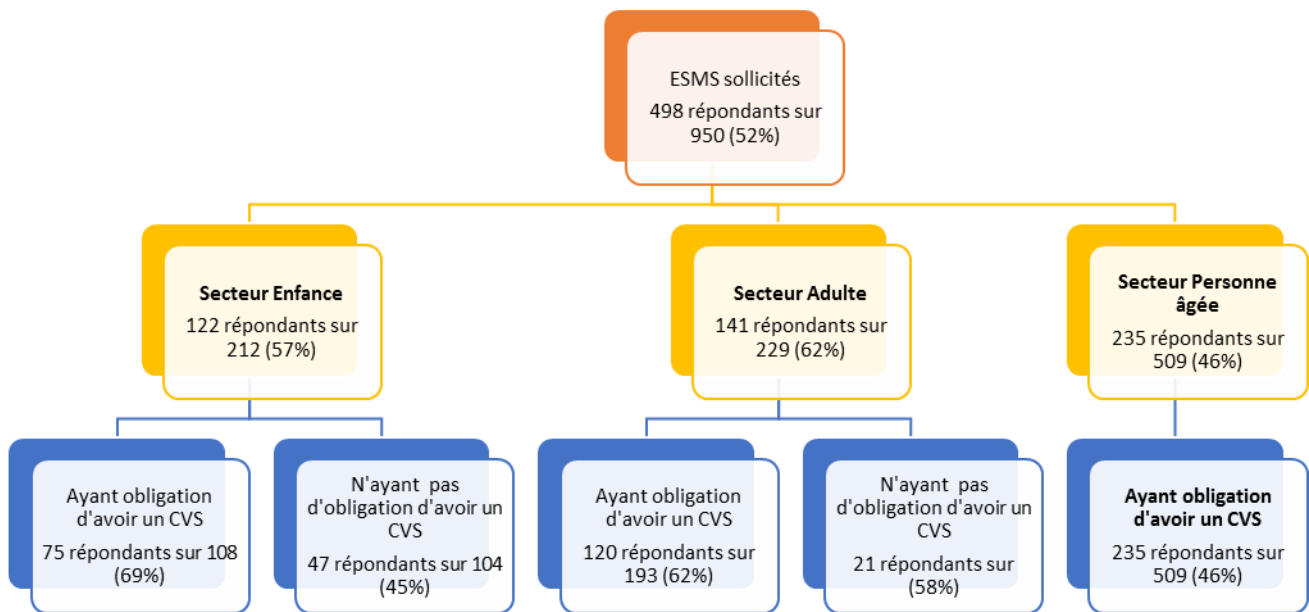 ESMS sollicités
498 répondants sur
950 (52%)
Secteur Enfance
122 répondants sur
212 (57%)
Secteur Adulte
141 répondants sur
229 (62%)
Secteur Personne
âgée
235 répondants sur
509 (46%)
Ayant obligation
d'avoir un CVS
75 répondants sur 108
(69%)
N'ayant pas
d'obligation d'avoir un
CVS
47 répondants sur 104
(45%)
Ayant obligation
d'avoir un CVS
120 répondants sur
193 (62%)
N'ayant pas
d'obligation d'avoir un
CVS
21 répondants sur
(58%)
Ayant obligation
d'avoir un CVS
235 répondants sur
509 (46%)